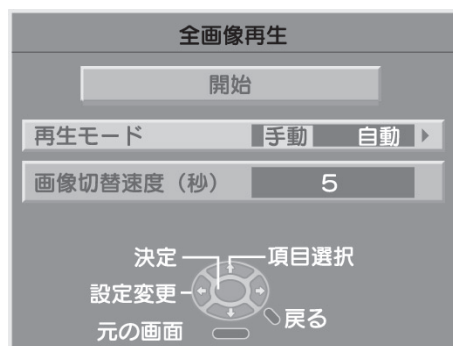 全画像再生
開始
再生モード 手動 自動
画像切替速度（秒） 5
決定 項目選択
設定変更
戻る
元の画面